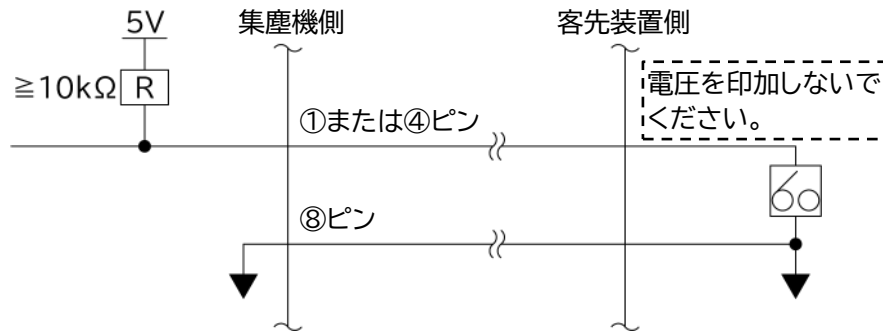 5V
集塵機側
客先装置側
≧10kΩ
R
電圧を印加しないで
ください。
①または④ピン
⑧ピン